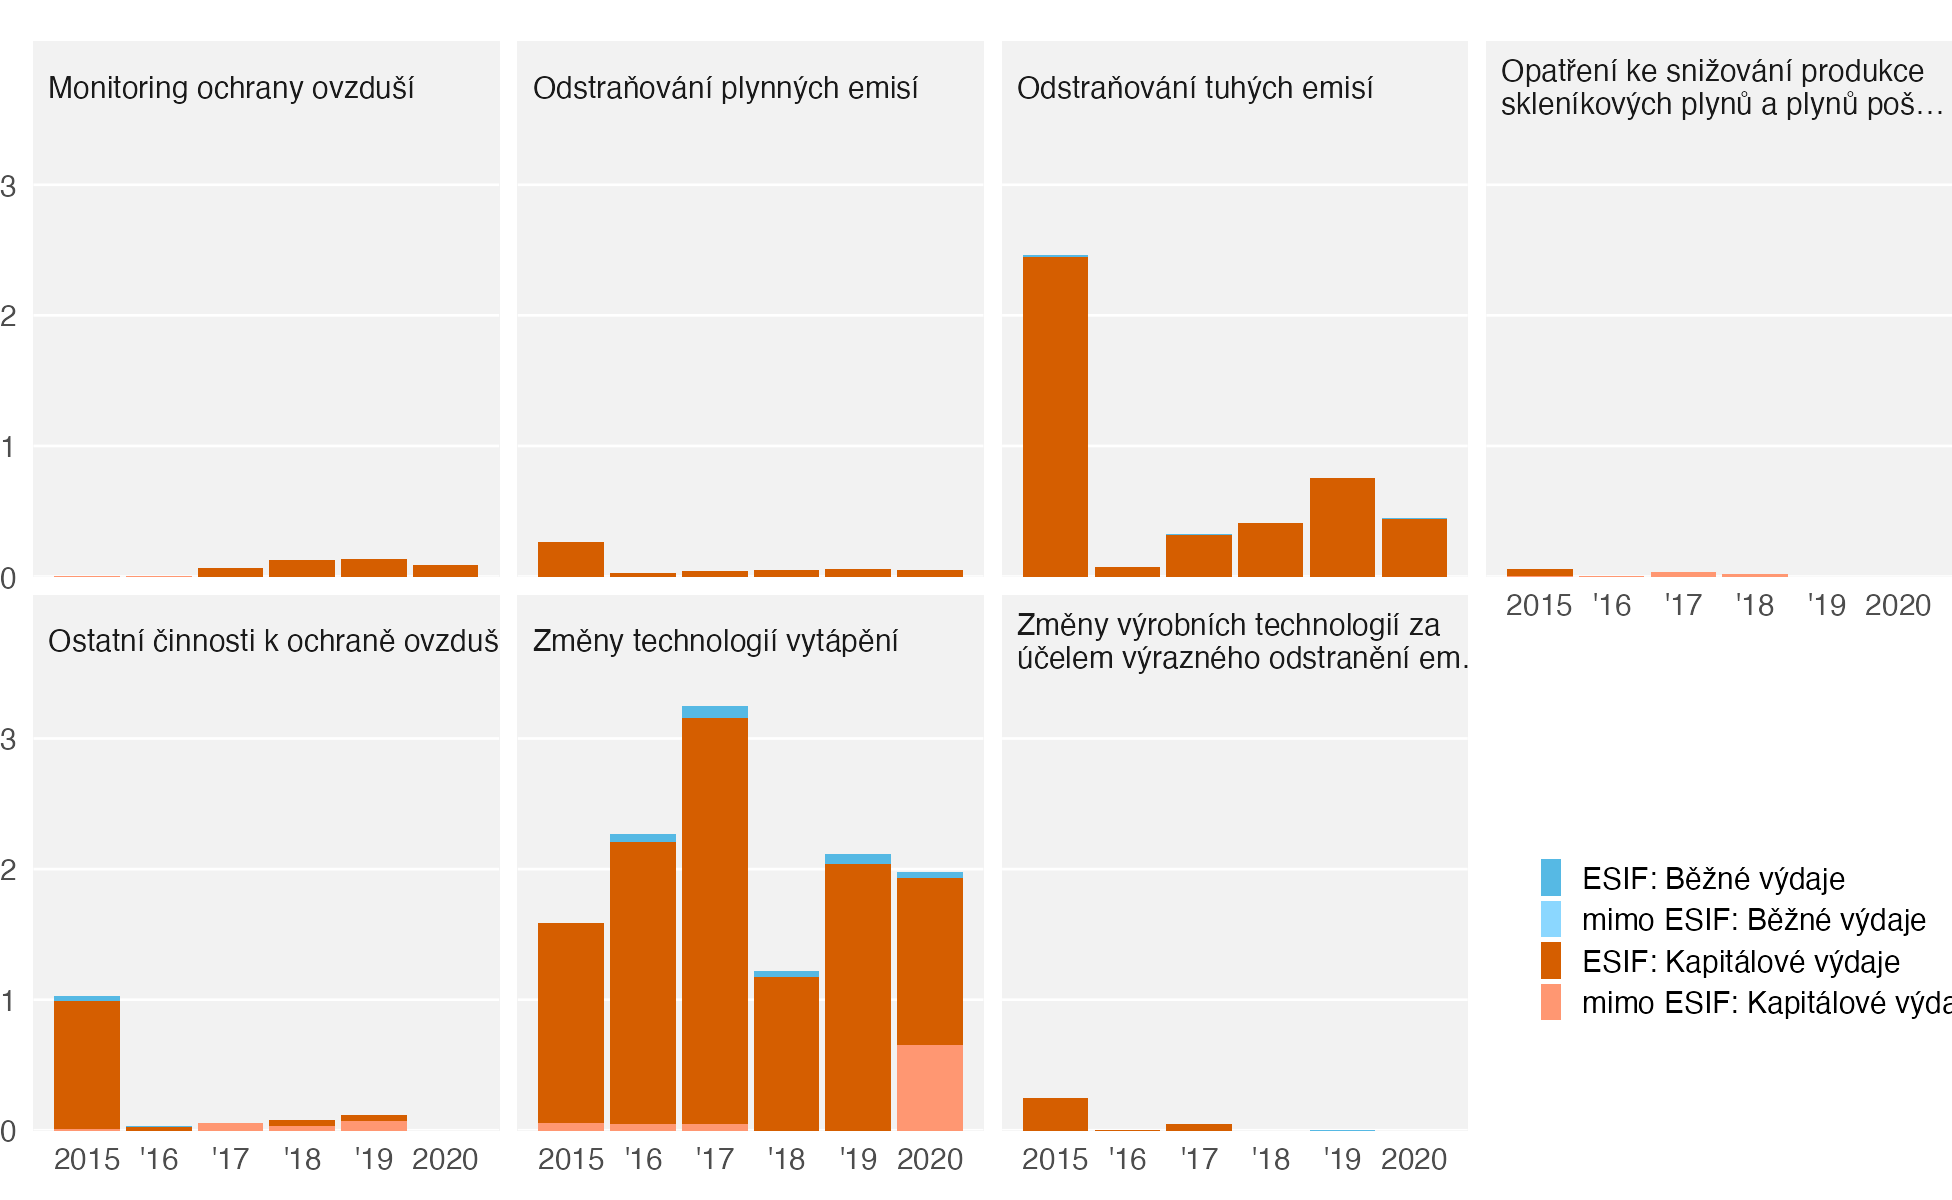 Monitoring ochrany ovzduší
Odstraňování plynných emisí
Odstraňování tuhých emisí
Opatření ke snižování produkce
skleníkových plynů a plynů poš…
3
2
1
0
2015 '16 '17 '18 '19 2020
Ostatní činnosti k ochraně ovzduš
Změny technologií vytápění
Změny výrobních technologií za
účelem výrazného odstranění em.
3
2
1
0
2015 '16 '17 '18 '19 2020
2015 '16 '17 '18 '19 2020
2015 '16 '17 '18 '19 2020
ESIF: Běžné výdaje
mimo ESIF: Běžné výdaje
ESIF: Kapitálové výdaje
mimo ESIF: Kapitálové výda